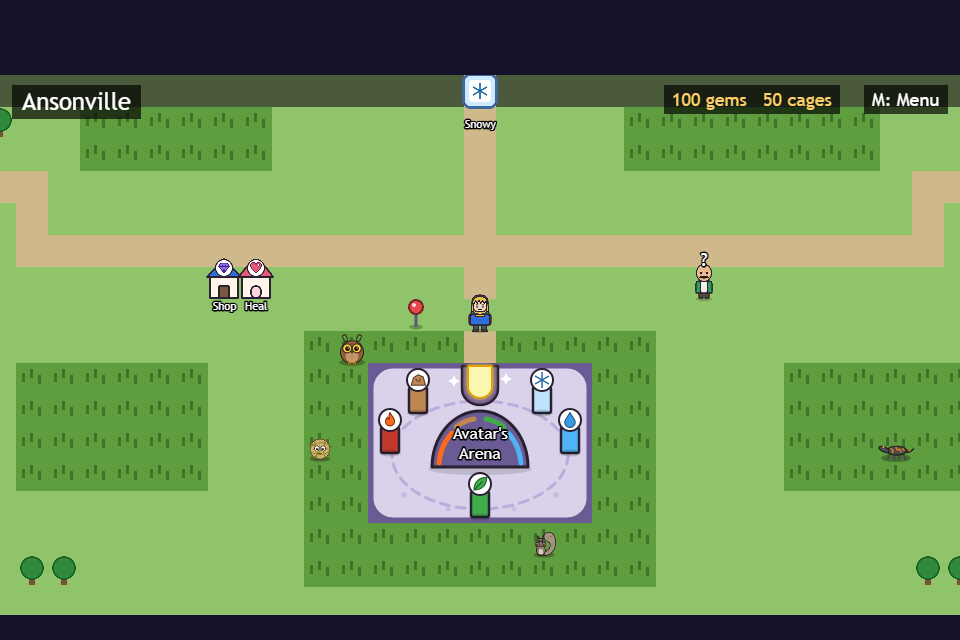 Ansonville
100 gems 50 cages
M: Menu
Snowy
?
Shop
Heal
Avatar's
Arena